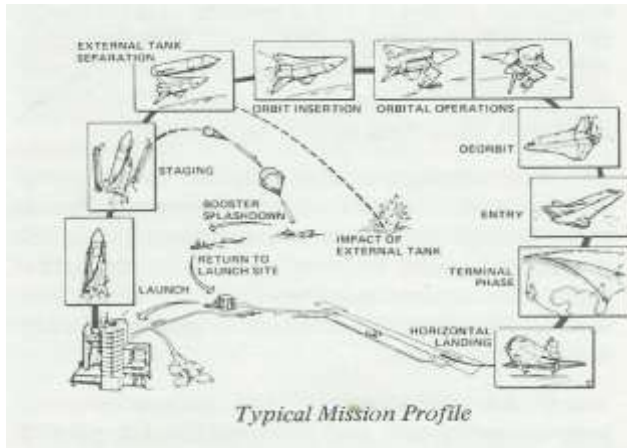 EXTERNAL TANK
SEPARATION
ORBIT INSERTION
ORBITAL OPERATIONS
DEORBIT
STAGING
ENTRY
BOOSTER
SPLASHDOWN
IMPACT OF
EXTERNAL TANK
RETURN TO
LAUNCH SITE
TERMINAL
PHASE
LAUNCH
HORIZONTAL
LANDING
Typical Mission Profile